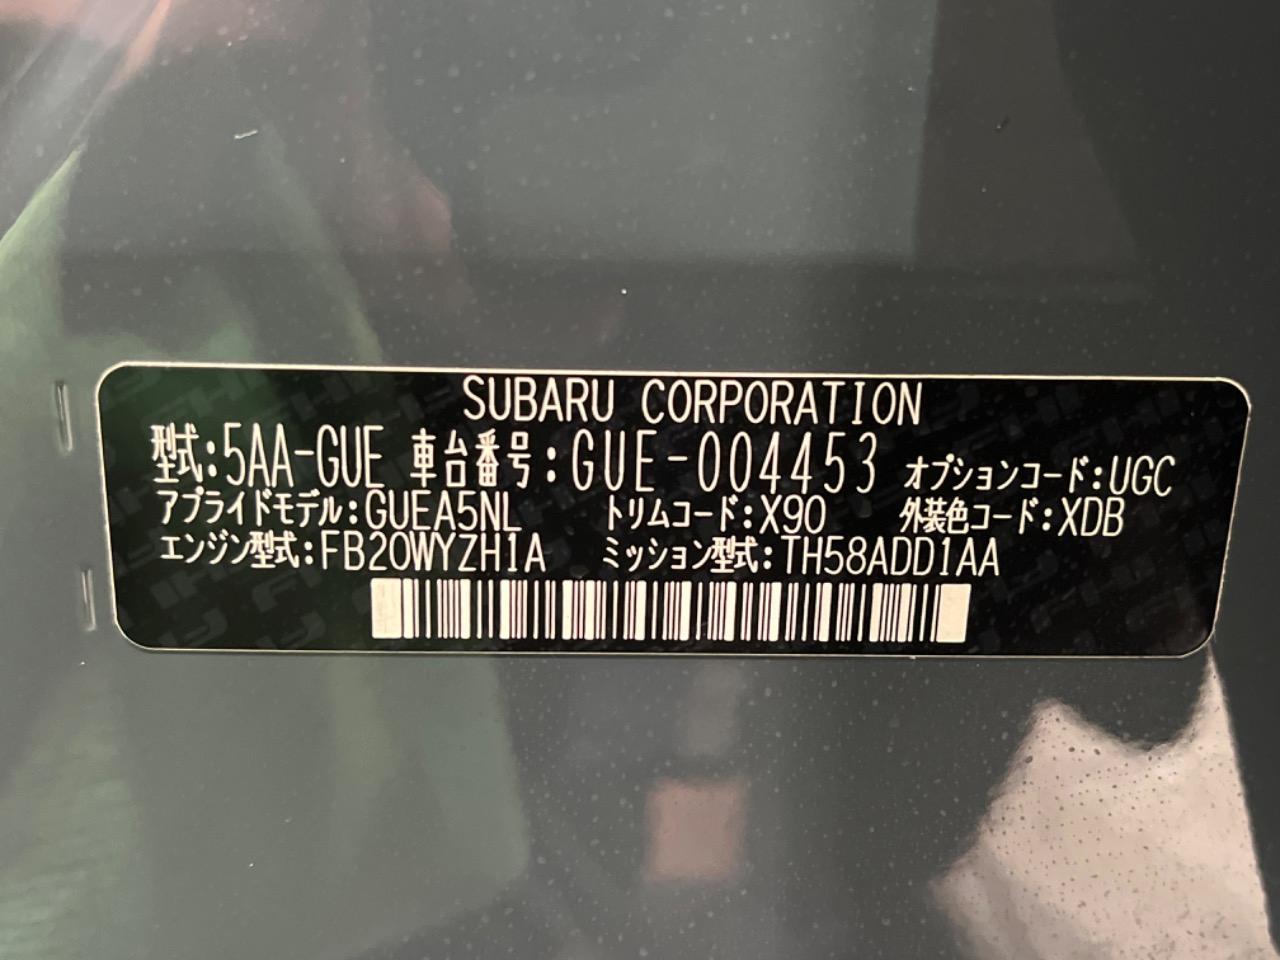 SUBARU CORPORATION
型式:5AA-GUE 車台番号:GUE-004453 オプションコード:UGC
アプライドモデル:GUEA5NL トリムコード:X90 外装色コード:XDB
エンジン型式:FB20WYZH1A ミッション型式:TH58ADD1AA